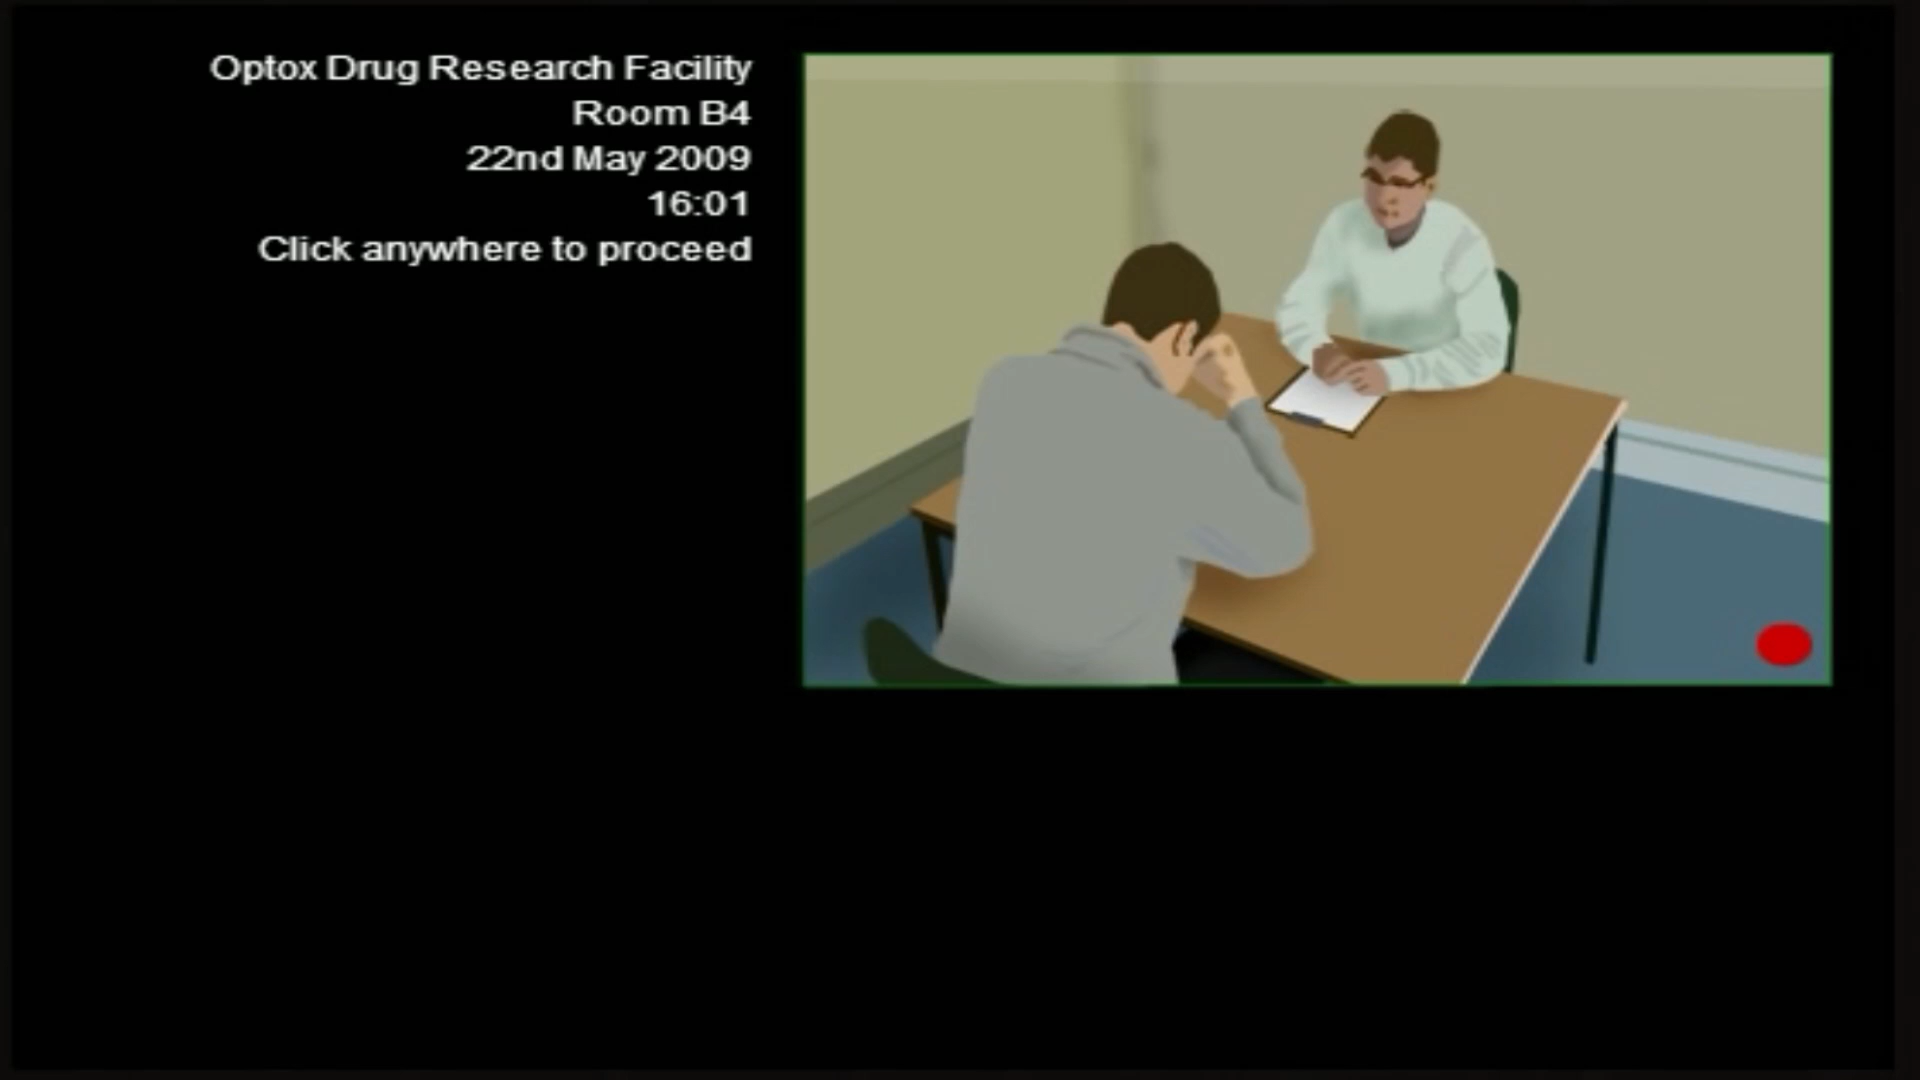 Optox Drug Research Facility
Room B4
22nd May 2009
16:01
Click anywhere to proceed